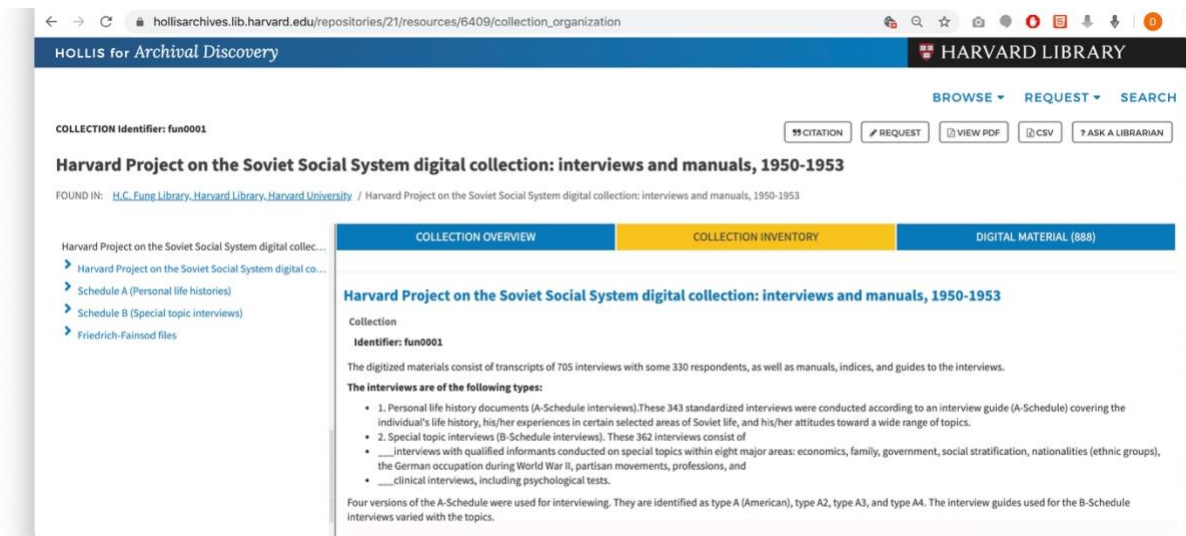 hollisarchives.lib.harvard.edu/repositories/21/resources/6409/collection_organization
D
HOLLIS for Archival Discovery
HARVARD LIBRARY
BROWSE
REQUEST
SEARCH
COLLECTION Identifier: fun0001
CITATION
REQUEST
VIEW PDF
CSV
? ASK A LIBRARIAN
Harvard Project on the Soviet Social System digital collection: interviews and manuals, 1950-1953
FOUND IN: H.C. Fung Library, Harvard Library, Harvard University / Harvard Project on the Soviet Social System digital collection: interviews and manuals, 1950-1953
Harvard Project on the Soviet Social System digital collec...
Harvard Project on the Soviet Social System digital co...
Schedule A (Personal life histories)
Schedule B (Special topic interviews)
Friedrich-Fainsod files
COLLECTION OVERVIEW
COLLECTION INVENTORY
DIGITAL MATERIAL (888)
Harvard Project on the Soviet Social System digital collection: interviews and manuals, 1950-1953
Collection
Identifier: fun0001
The digitized materials consist of transcripts of 705 interviews with some 330 respondents, as well as manuals, indices, and guides to the interviews.
The interviews are of the following types:
• 1. Personal life history documents (A-Schedule interviews).These 343 standardized interviews were conducted according to an interview guide (A-Schedule) covering the
individual's life history, his/her experiences in certain selected areas of Soviet life, and his/her attitudes toward a wide range of topics.
• 2. Special topic interviews (B-Schedule interviews). These 362 interviews consist of
• ___interviews with qualified informants conducted on special topics within eight major areas: economics, family, government, social stratification, nationalities (ethnic groups),
the German occupation during World War II, partisan movements, professions, and
• ___clinical interviews, including psychological tests.
Four versions of the A-Schedule were used for interviewing. They are identified as type A (American), type A2, type A3, and type A4. The interview guides used for the B-Schedule
interviews varied with the topics.